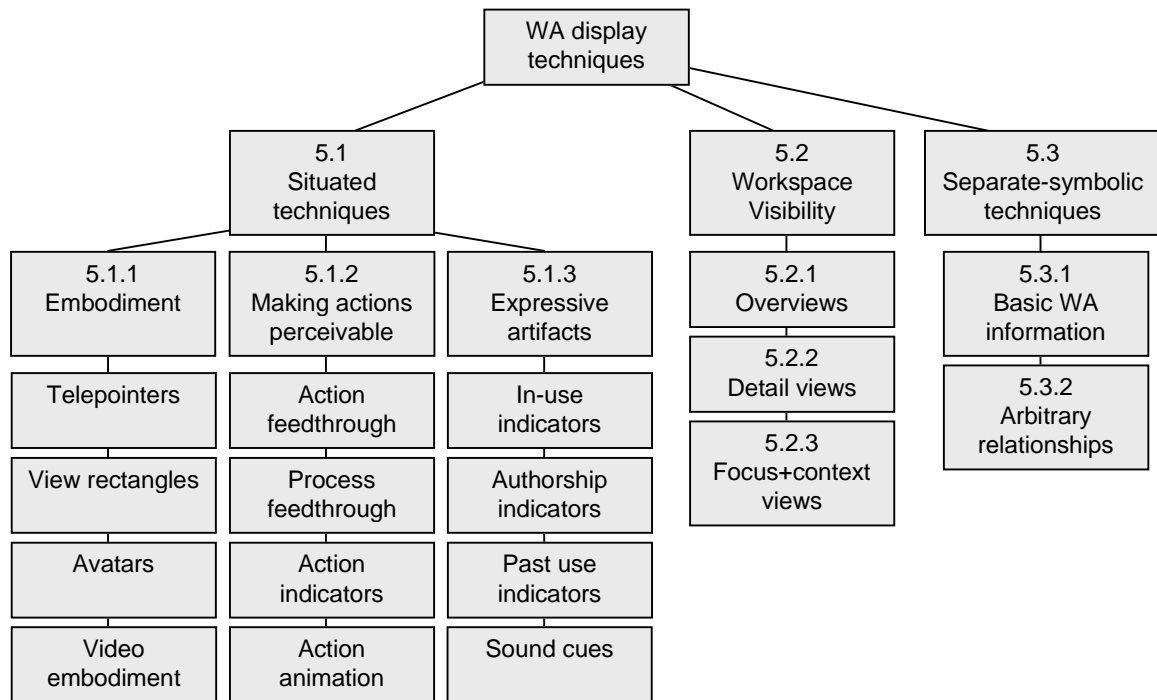 WA display
techniques
5.1
Situated
techniques
5.2
Workspace
Visibility
5.3
Separate-symbolic
techniques
5.1.1
Embodiment
5.1.2
Making actions
perceivable
5.1.3
Expressive
artifacts
5.2.1
Overviews
5.3.1
Basic WA
information
5.2.2
Detail views
5.3.2
Arbitrary
relationships
5.2.3
Focus+context
views
Telepointers
Action
feedthrough
In-use
indicators
View rectangles
Process
feedthrough
Authorship
indicators
Avatars
Action
indicators
Past use
indicators
Video
embodiment
Action
animation
Sound cues